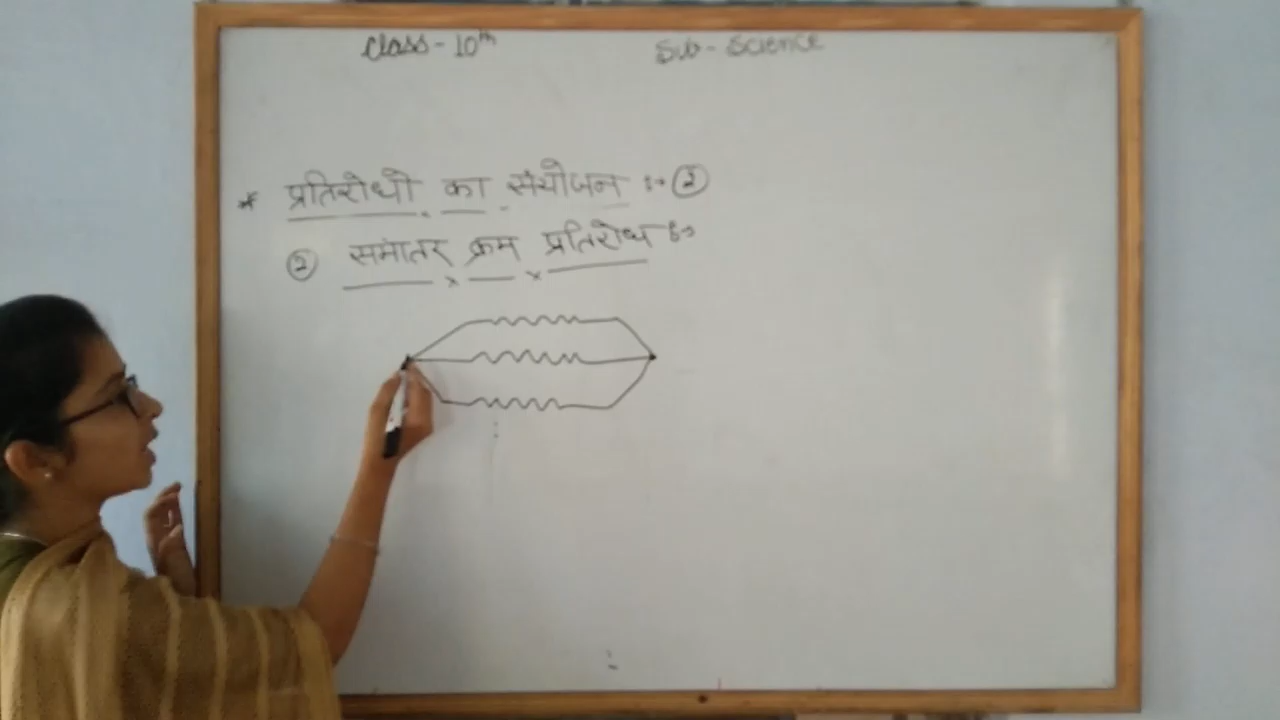 Class - 10th Sub - Science
* प्रतिरोधो का संयोजन :- ②
② समांतर क्रम प्रतिरोध :-